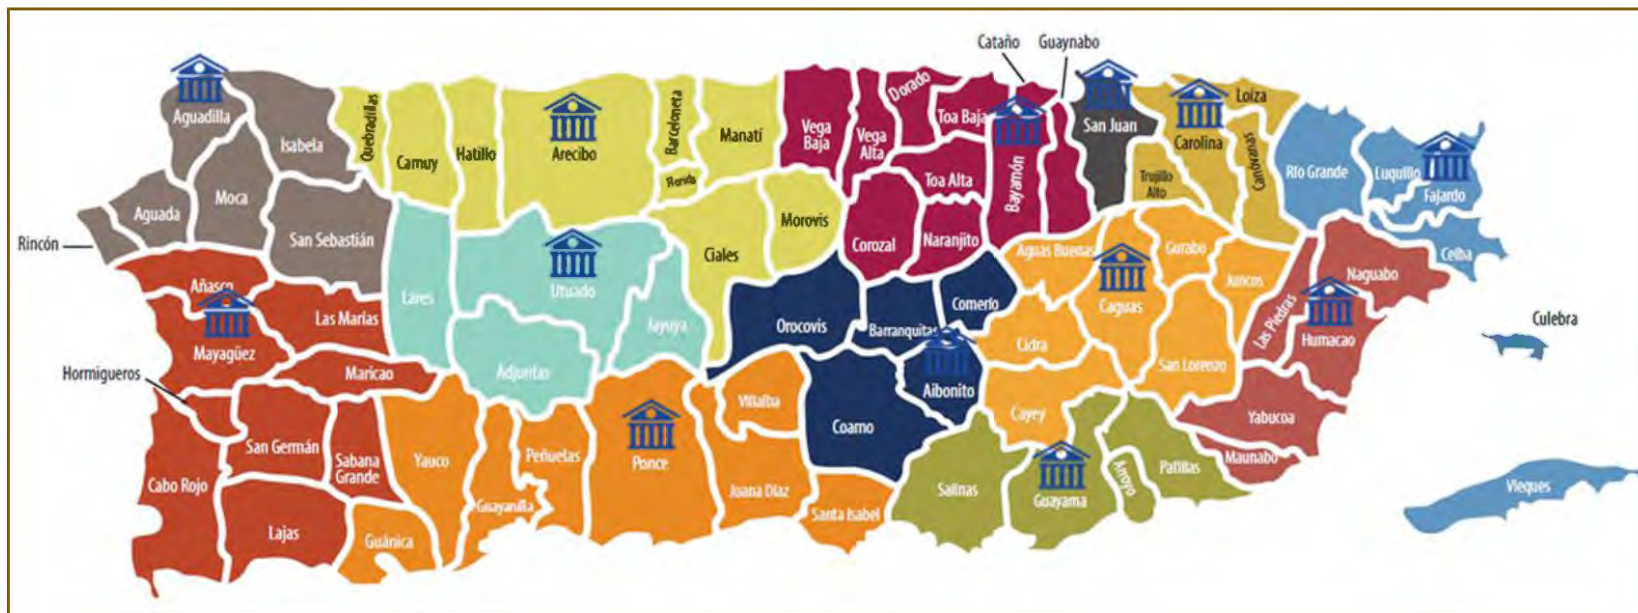 Cataño
Guaynabo
Aguadilla
Isabela
Quebradillas
Camuy
Hatillo
Arecibo
Barceloneta
Florida
Manatí
Vega
Baja
Vega
Alta
Dorado
Toa Baja
Toa Alta
Bayamón
San Juan
Carolina
Loíza
Canóvanas
Trujillo
Alto
Río Grande
Luquillo
Fajardo
Ceiba
Rincón
Aguada
Moca
San Sebastián
Lares
Utuado
Jayuya
Adjuntas
Ciales
Morovis
Corozal
Naranjito
Aguas Buenas
Gurabo
Juncos
Caguas
Las Piedras
Naguabo
Humacao
Culebra
Añasco
Las Marías
Mayagüez
Maricao
Hormigueros
Orocovis
Barranquitas
Comerío
Cidra
San Lorenzo
Aibonito
Cayey
Yabucoa
Maunabo
Villalba
Coamo
San Germán
Sabana
Grande
Cabo Rojo
Lajas
Yauco
Guánica
Guayanilla
Peñuelas
Ponce
Juana Díaz
Santa Isabel
Salinas
Guayama
Arroyo
Patillas
Vieques